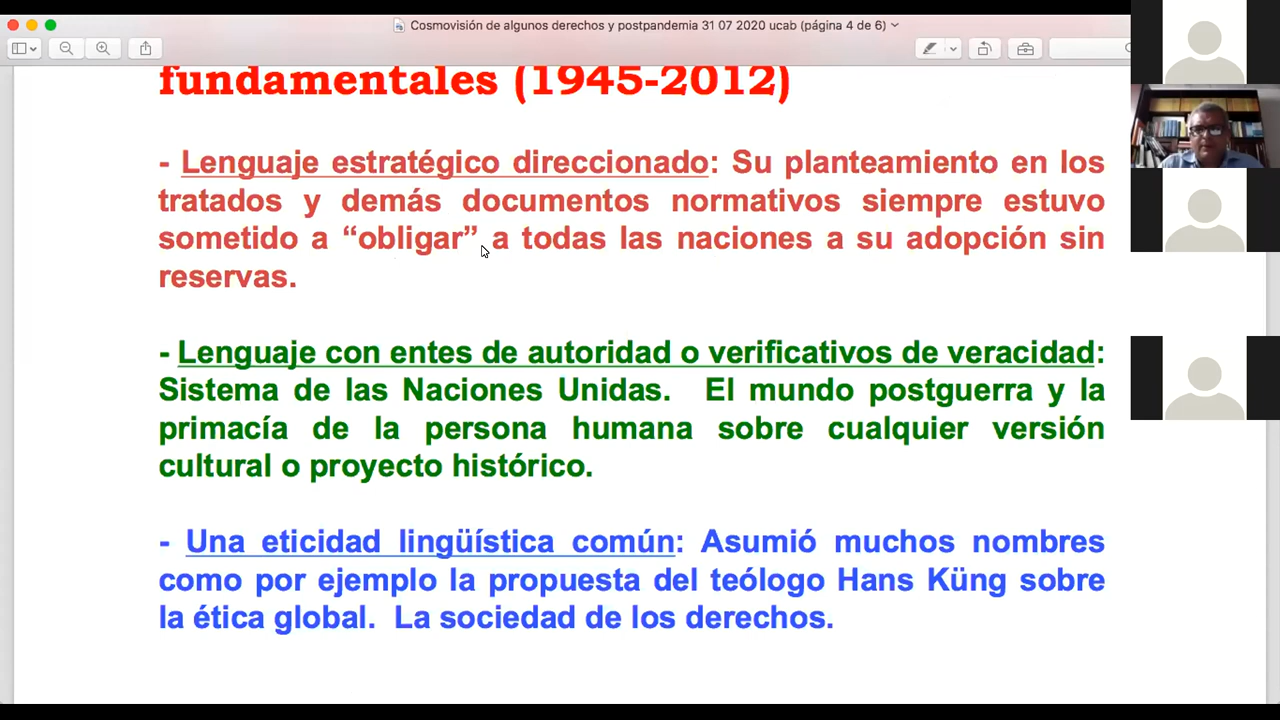 Cosmovisión de algunos derechos y postpandemia 31 07 2020 ucab (página 4 de 6)
fundamentales (1945-2012)
- Lenguaje estratégico direccionado: Su planteamiento en los
tratados y demás documentos normativos siempre estuvo
sometido a “obligar” a todas las naciones a su adopción sin
reservas.
- Lenguaje con entes de autoridad o verificativos de veracidad:
Sistema de las Naciones Unidas. El mundo postguerra y la
primacía de la persona humana sobre cualquier versión
cultural o proyecto histórico.
- Una eticidad lingüística común: Asumió muchos nombres
como por ejemplo la propuesta del teólogo Hans Küng sobre
la ética global. La sociedad de los derechos.